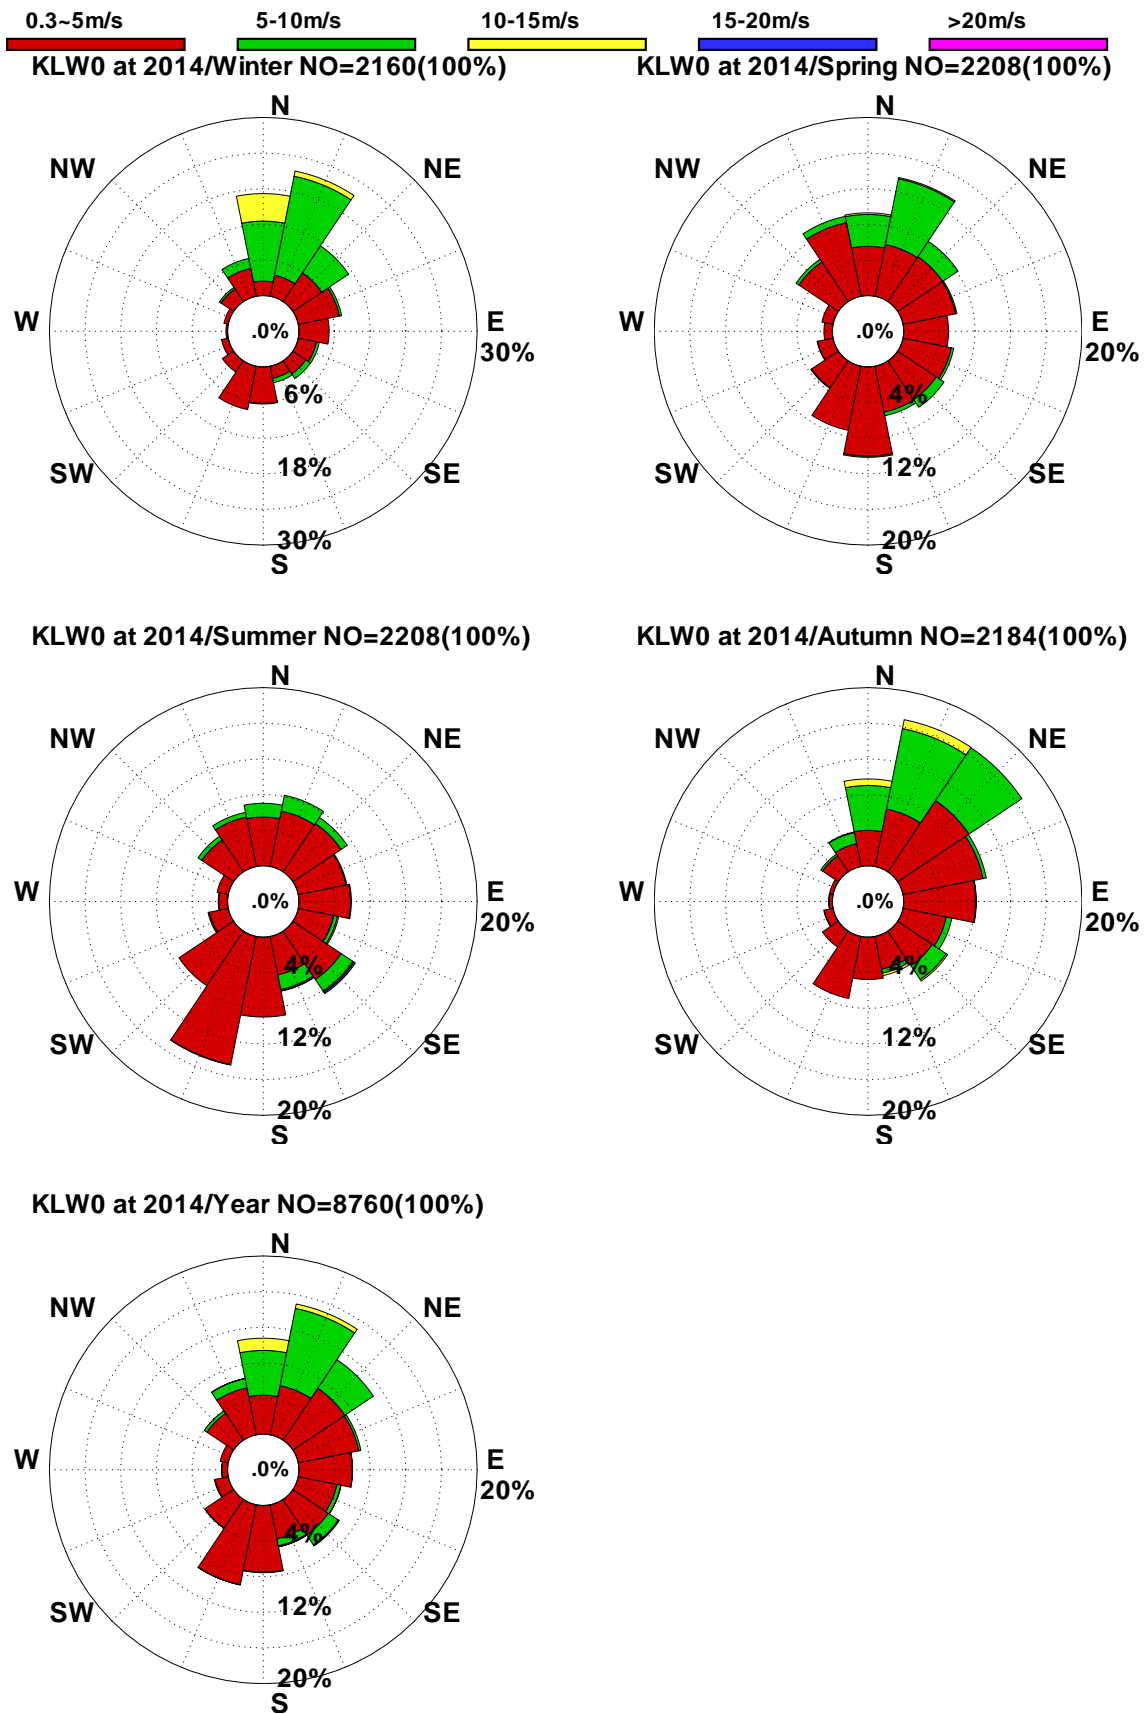 0.3~5m/s 5-10m/s 10-15m/s 15-20m/s >20m/s
KLW0 at 2014/Winter NO=2160(100%)
N
NW NE
W .0% E
30%
6%
18%
SW SE
30%
S
KLW0 at 2014/Spring NO=2208(100%)
N
NW NE
W .0% E
20%
4%
12%
SW SE
20%
S
KLW0 at 2014/Summer NO=2208(100%)
N
NW NE
W .0% E
20%
4%
12%
SW SE
20%
S
KLW0 at 2014/Autumn NO=2184(100%)
N
NW NE
W .0% E
20%
4%
12%
SW SE
20%
S
KLW0 at 2014/Year NO=8760(100%)
N
NW NE
W .0% E
20%
4%
12%
SW SE
20%
S